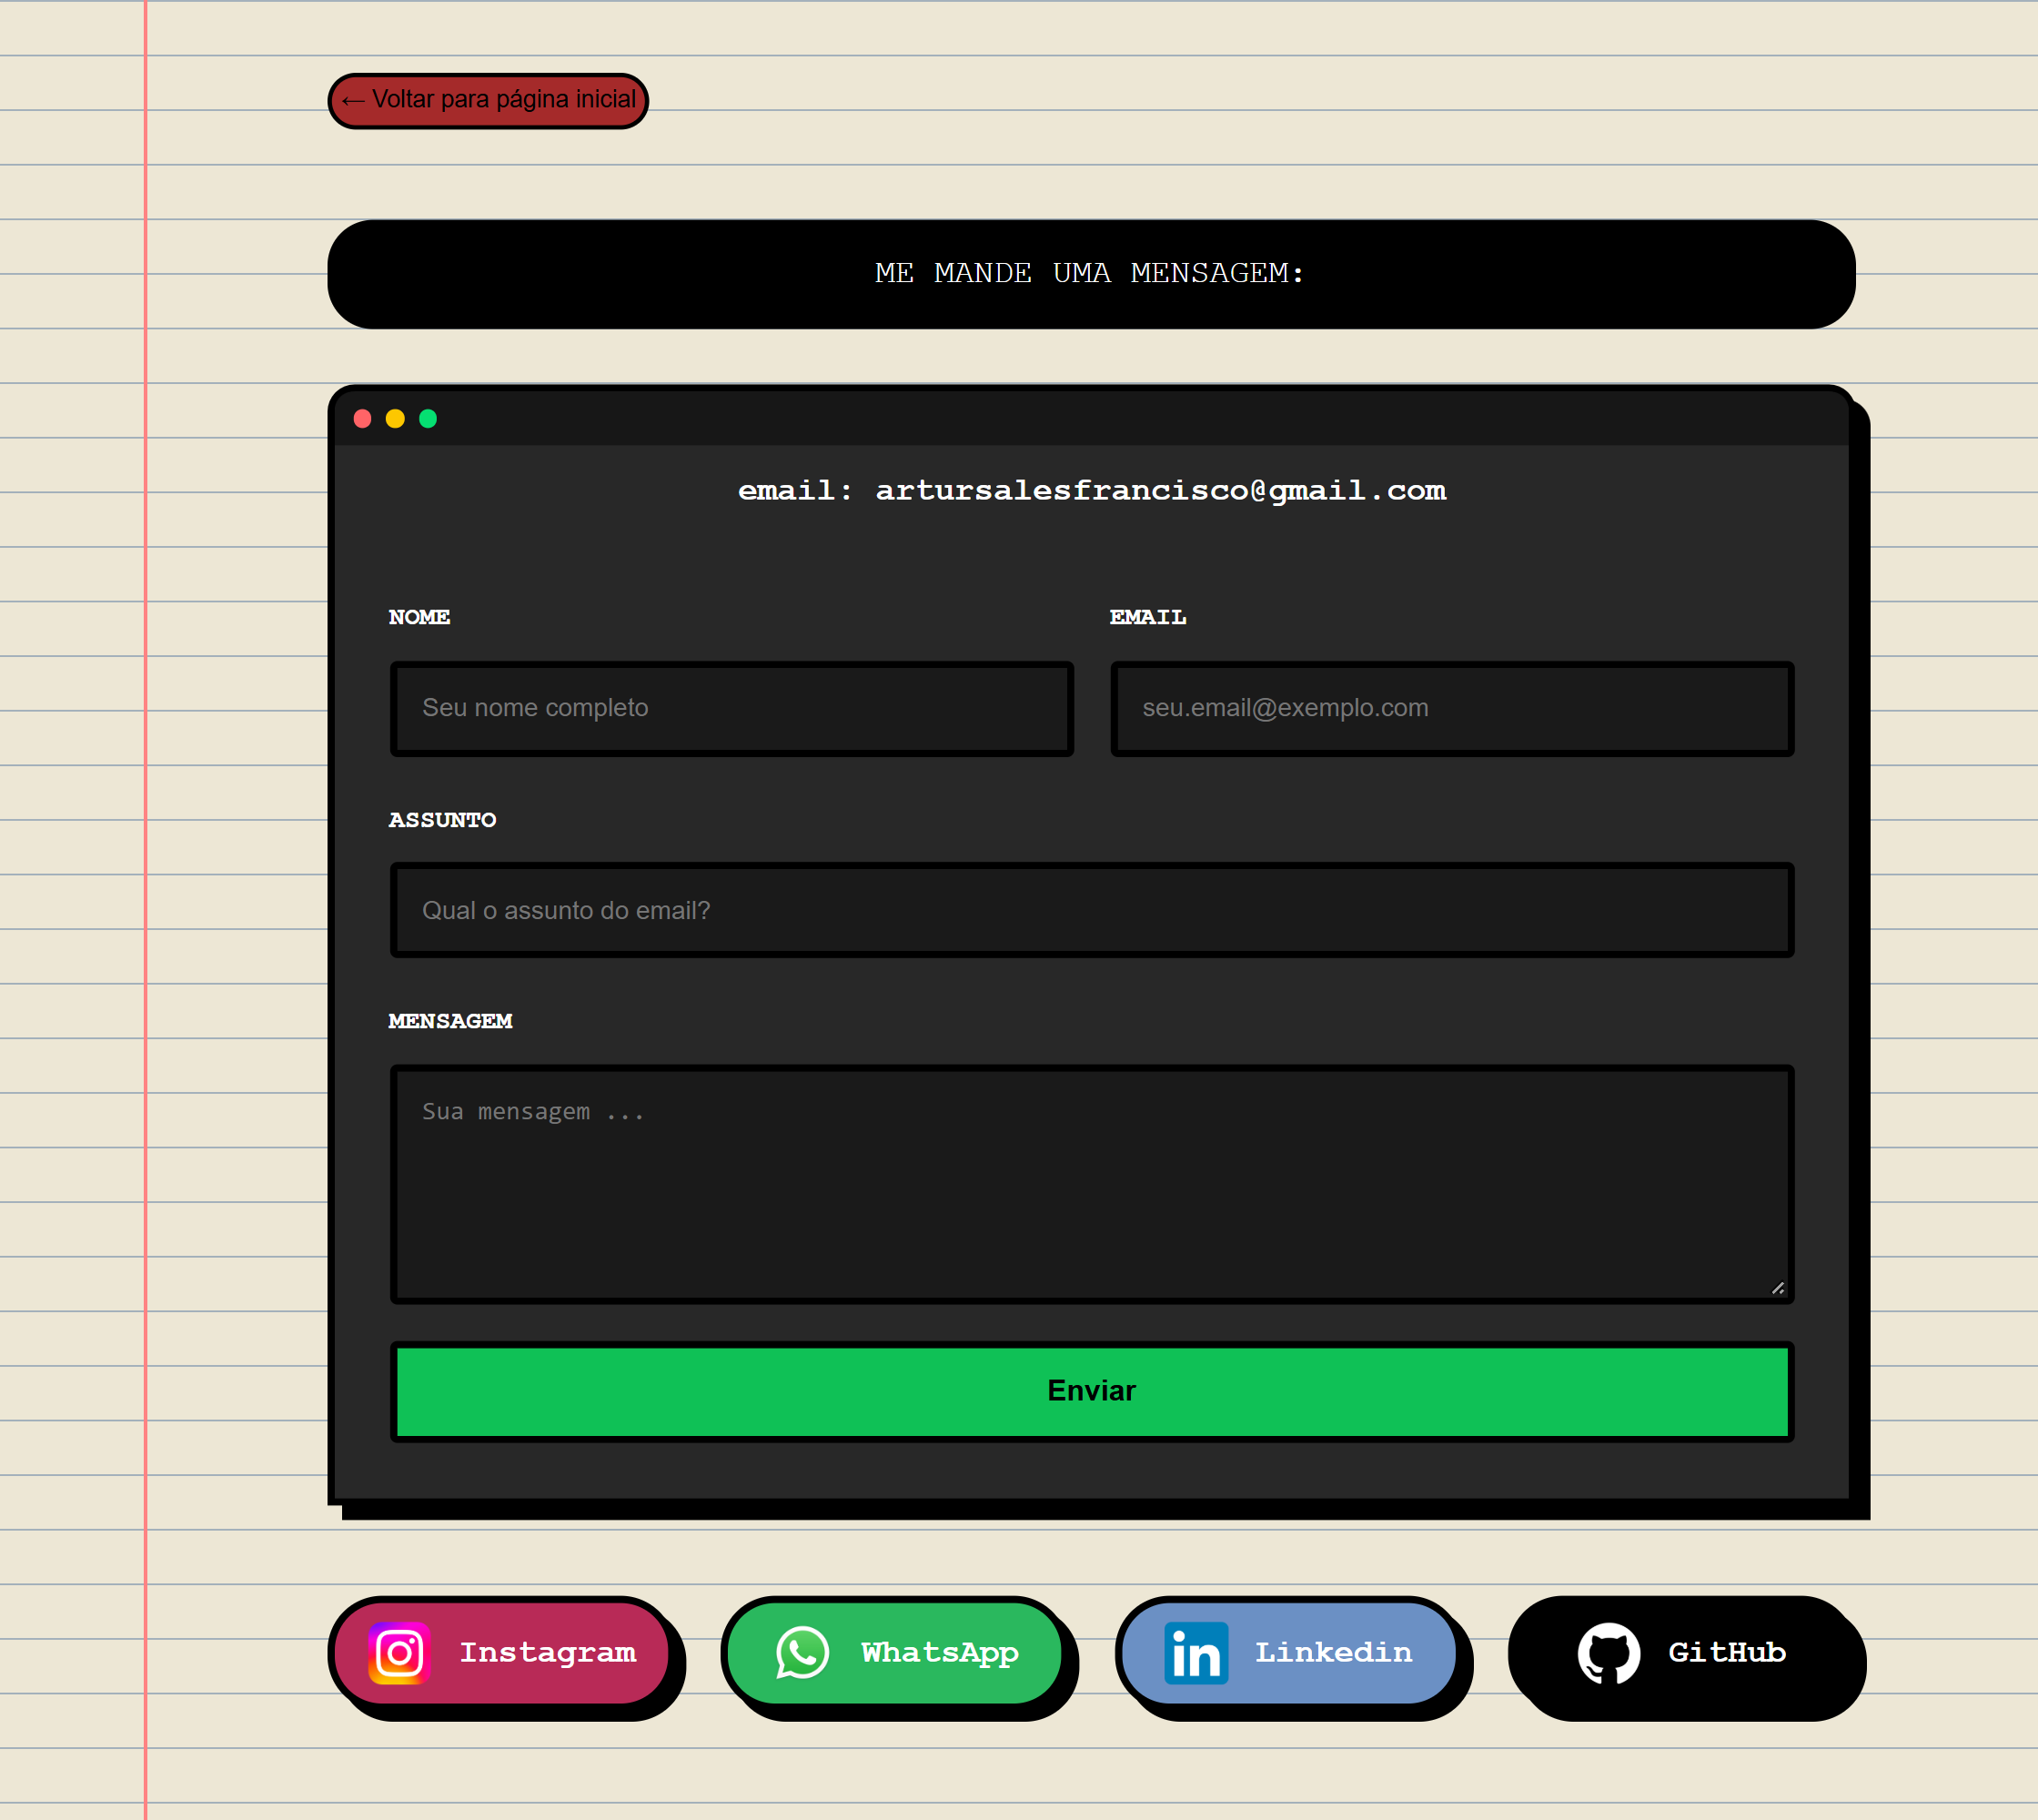 ← Voltar para página inicial
ME MANDE UMA MENSAGEM:
email: artursalesfrancisco@gmail.com
NOME
EMAIL
Seu nome completo
seu.email@exemplo.com
ASSUNTO
Qual o assunto do email?
MENSAGEM
Sua mensagem ...
Enviar
Instagram
WhatsApp
Linkedin
GitHub